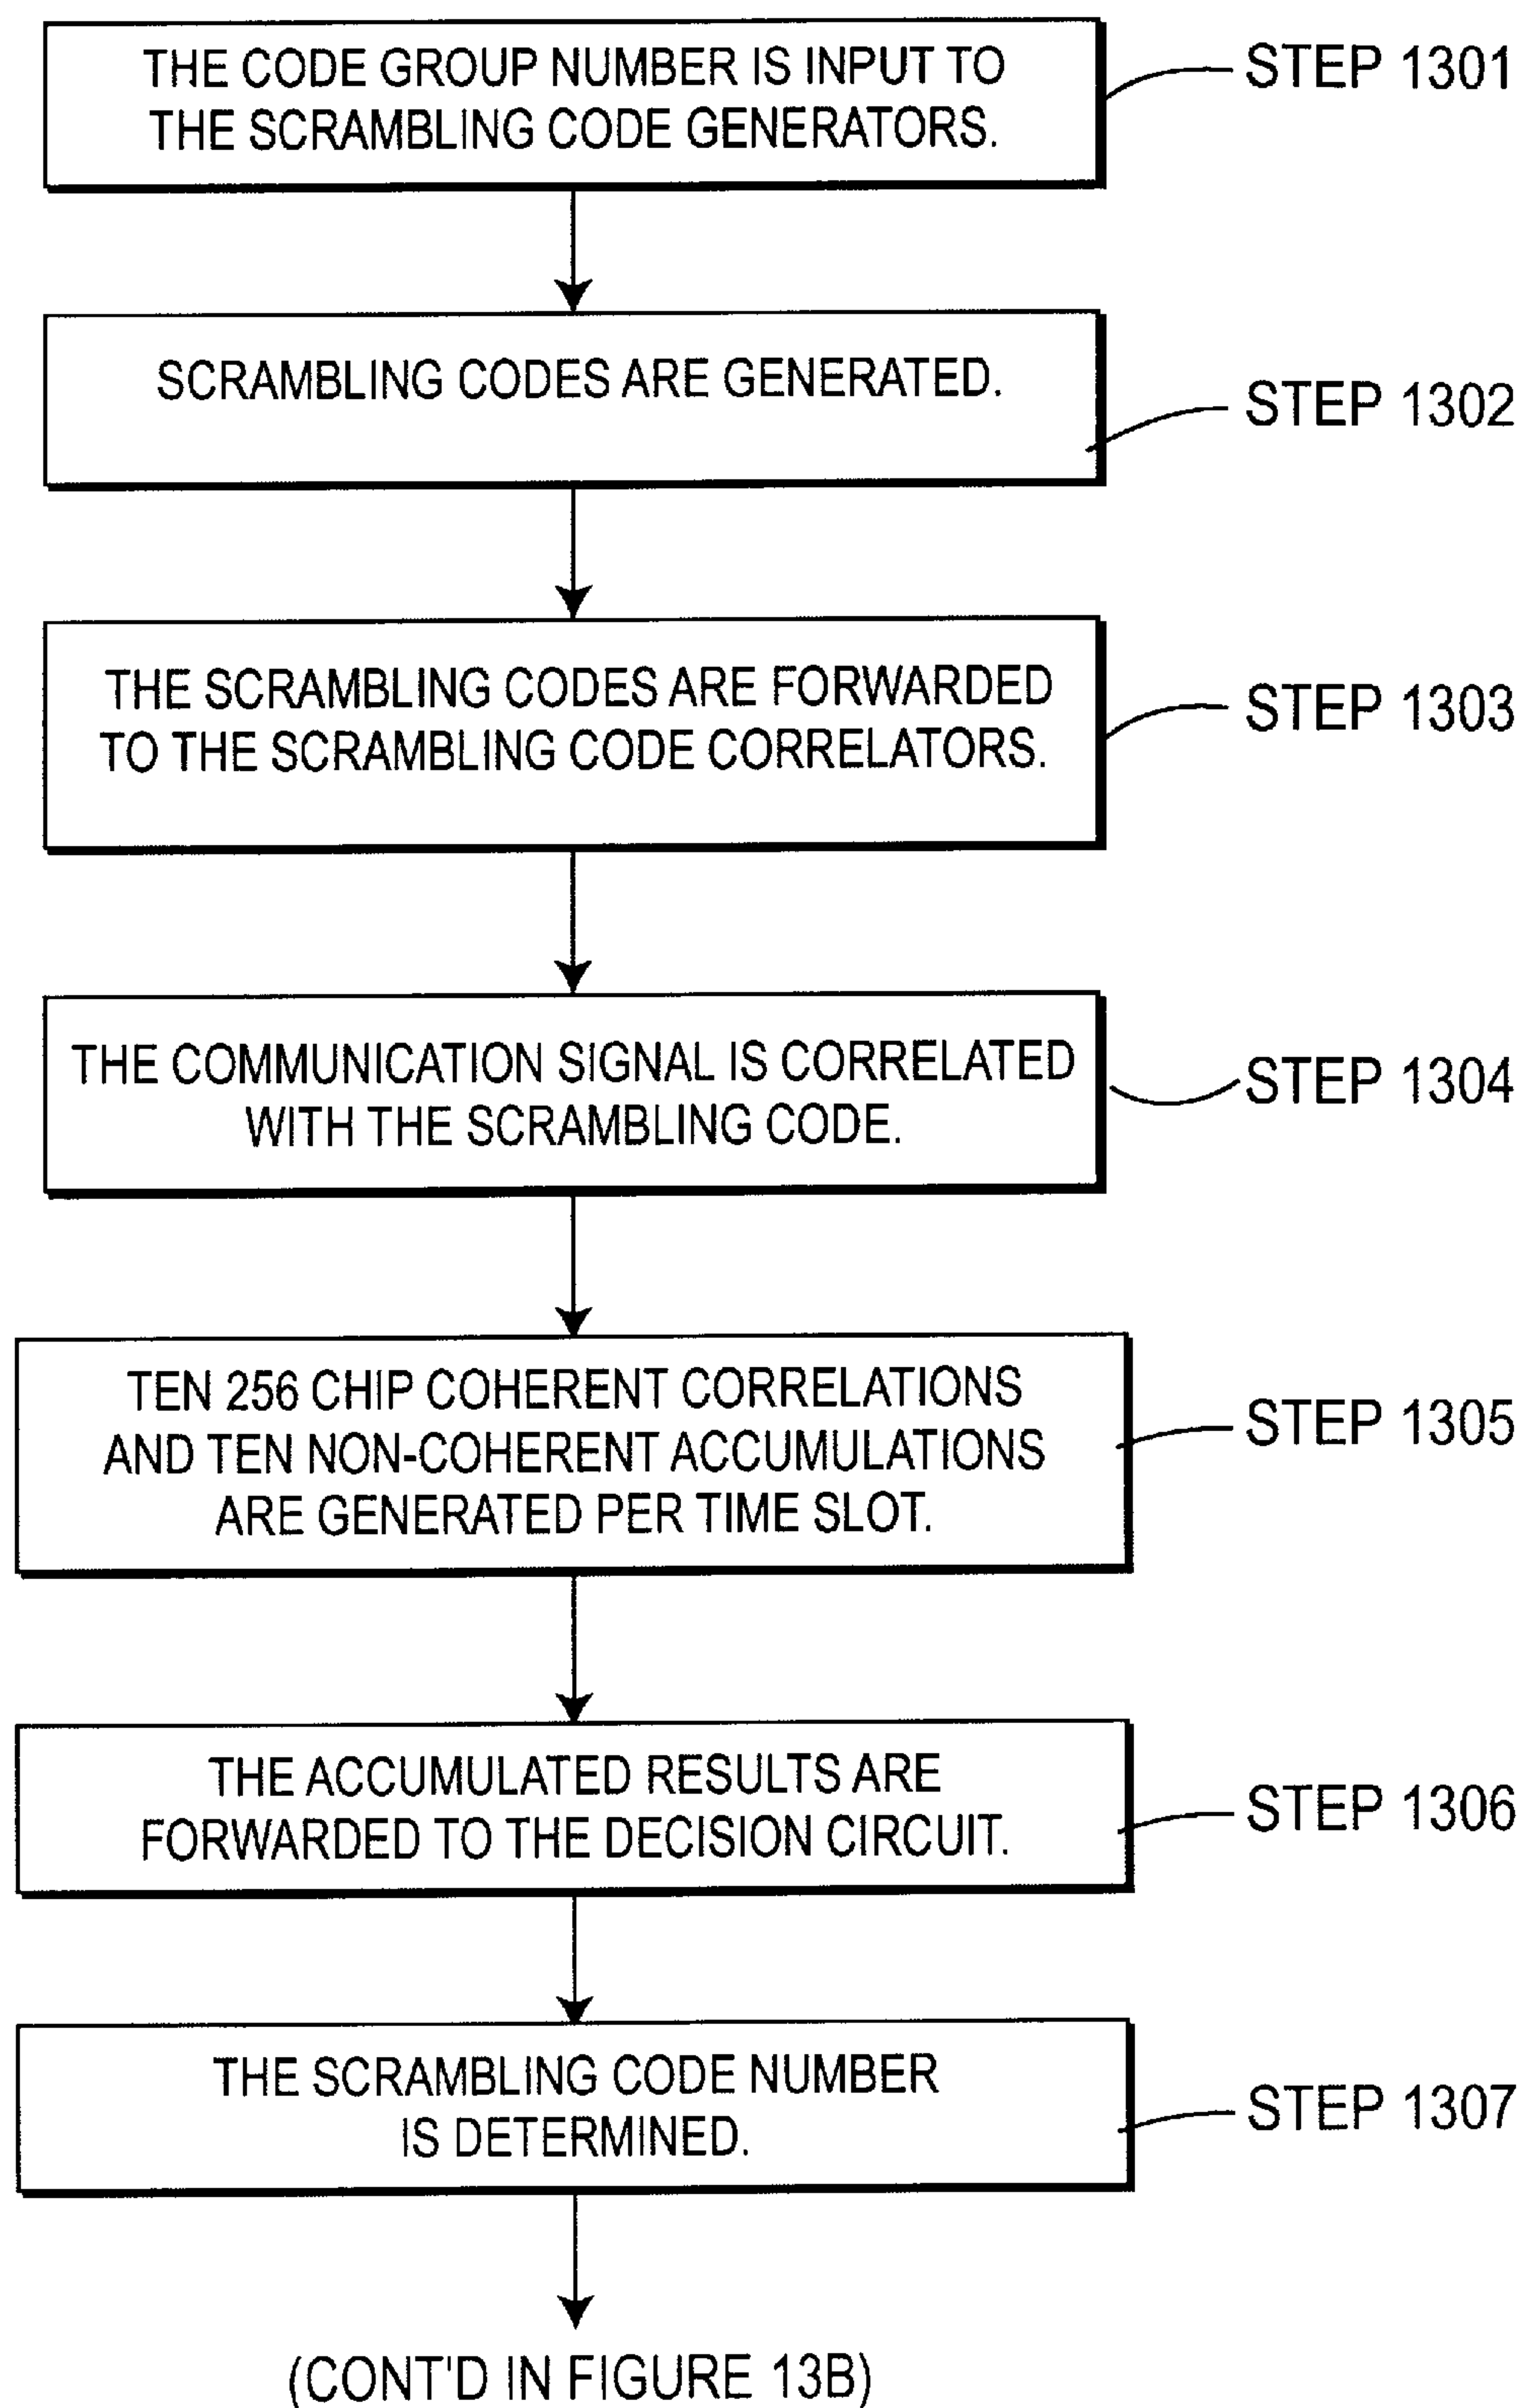 THE CODE GROUP NUMBER IS INPUT TO
THE SCRAMBLING CODE GENERATORS.
STEP 1301
SCRAMBLING CODES ARE GENERATED.
STEP 1302
THE SCRAMBLING CODES ARE FORWARDED
TO THE SCRAMBLING CODE CORRELATORS.
STEP 1303
THE COMMUNICATION SIGNAL IS CORRELATED
WITH THE SCRAMBLING CODE.
STEP 1304
TEN 256 CHIP COHERENT CORRELATIONS
AND TEN NON-COHERENT ACCUMULATIONS
ARE GENERATED PER TIME SLOT.
STEP 1305
THE ACCUMULATED RESULTS ARE
FORWARDED TO THE DECISION CIRCUIT.
STEP 1306
THE SCRAMBLING CODE NUMBER
IS DETERMINED.
STEP 1307
(CONT'D IN FIGURE 13B)